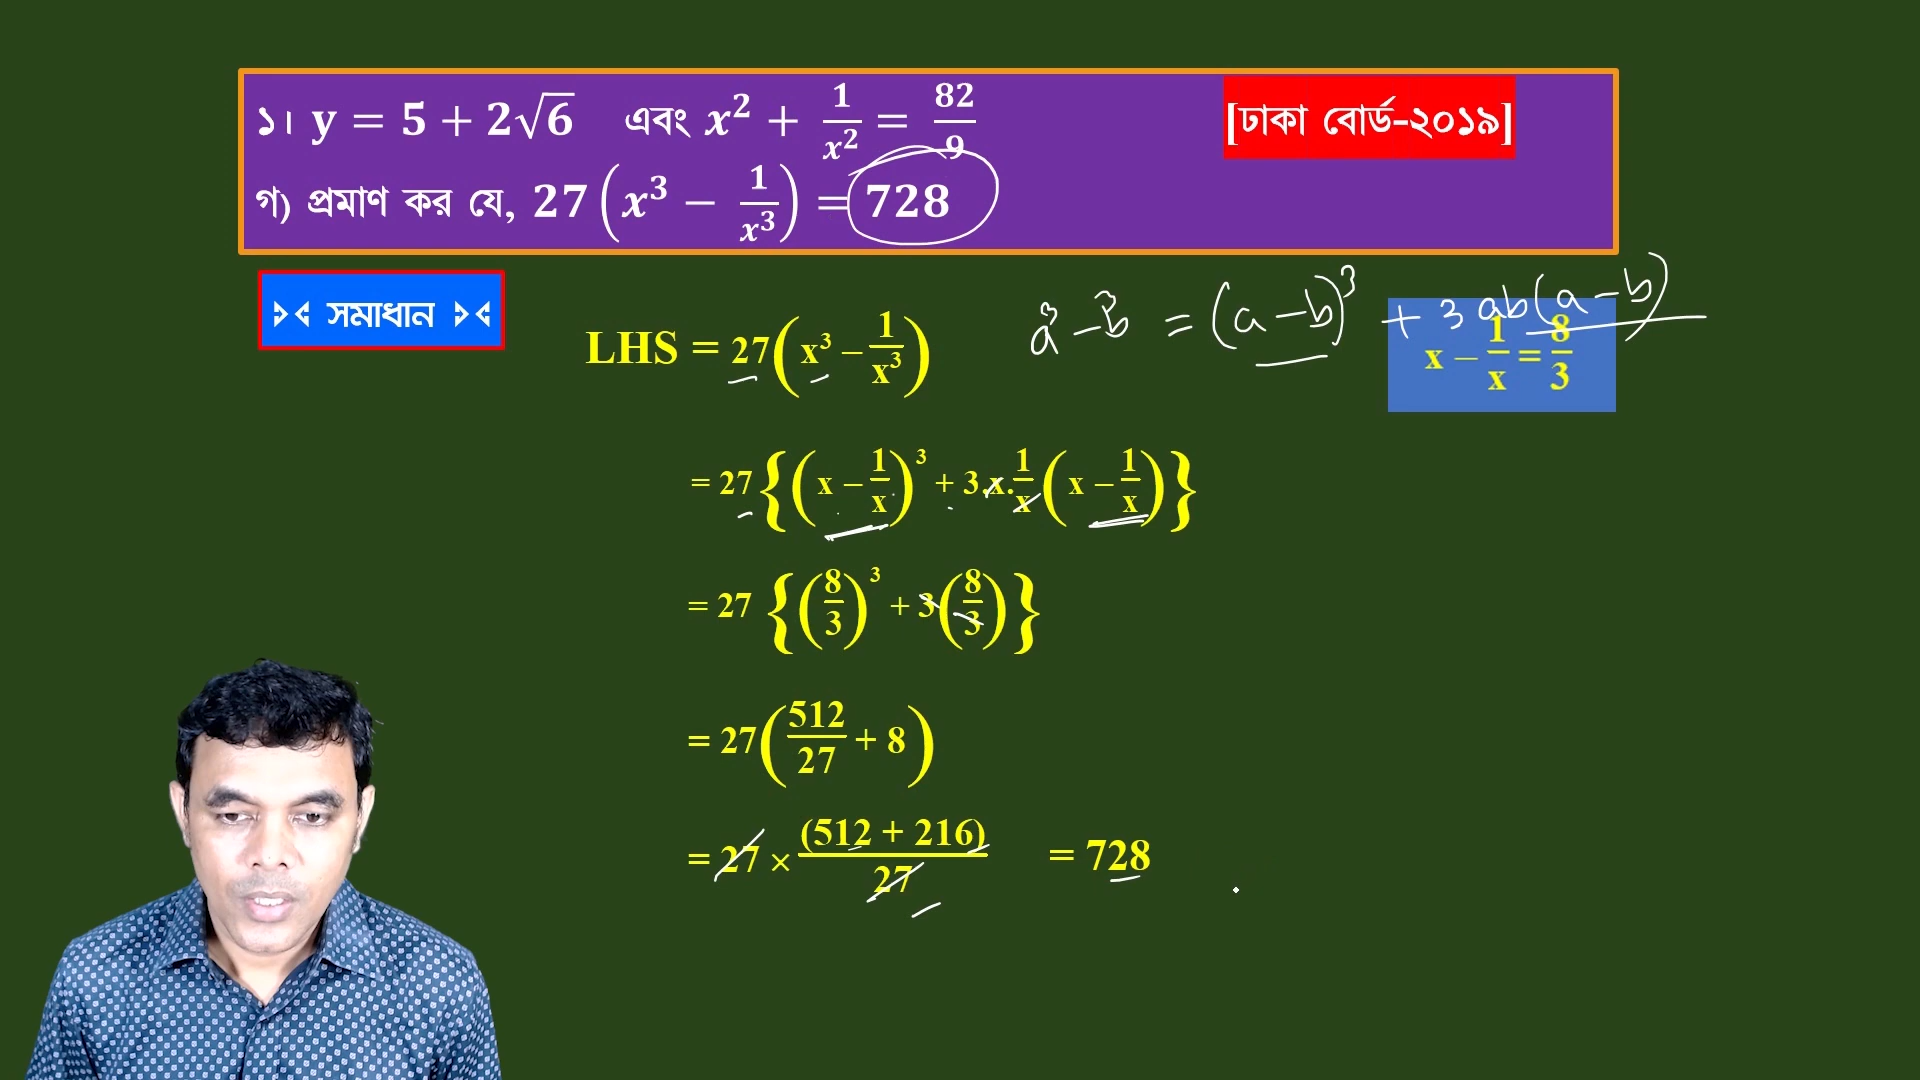 ১। y = 5 + 2√6 এবং x² + 1/x² = 82/9 [ঢাকা বোর্ড-২০১৯]
গ) প্রমাণ কর যে, 27(x³ − 1/x³) = 728
সমাধান
a³ − b³ = (a − b)³ + 3ab(a − b)
x − 1/x = 8/3
LHS = 27(x³ − 1/x³)
= 27{(x − 1/x)³ + 3.x.1/x(x − 1/x)}
= 27{(8/3)³ + 3(8/3)}
= 27(512/27 + 8)
= 27 × (512 + 216)/27 = 728